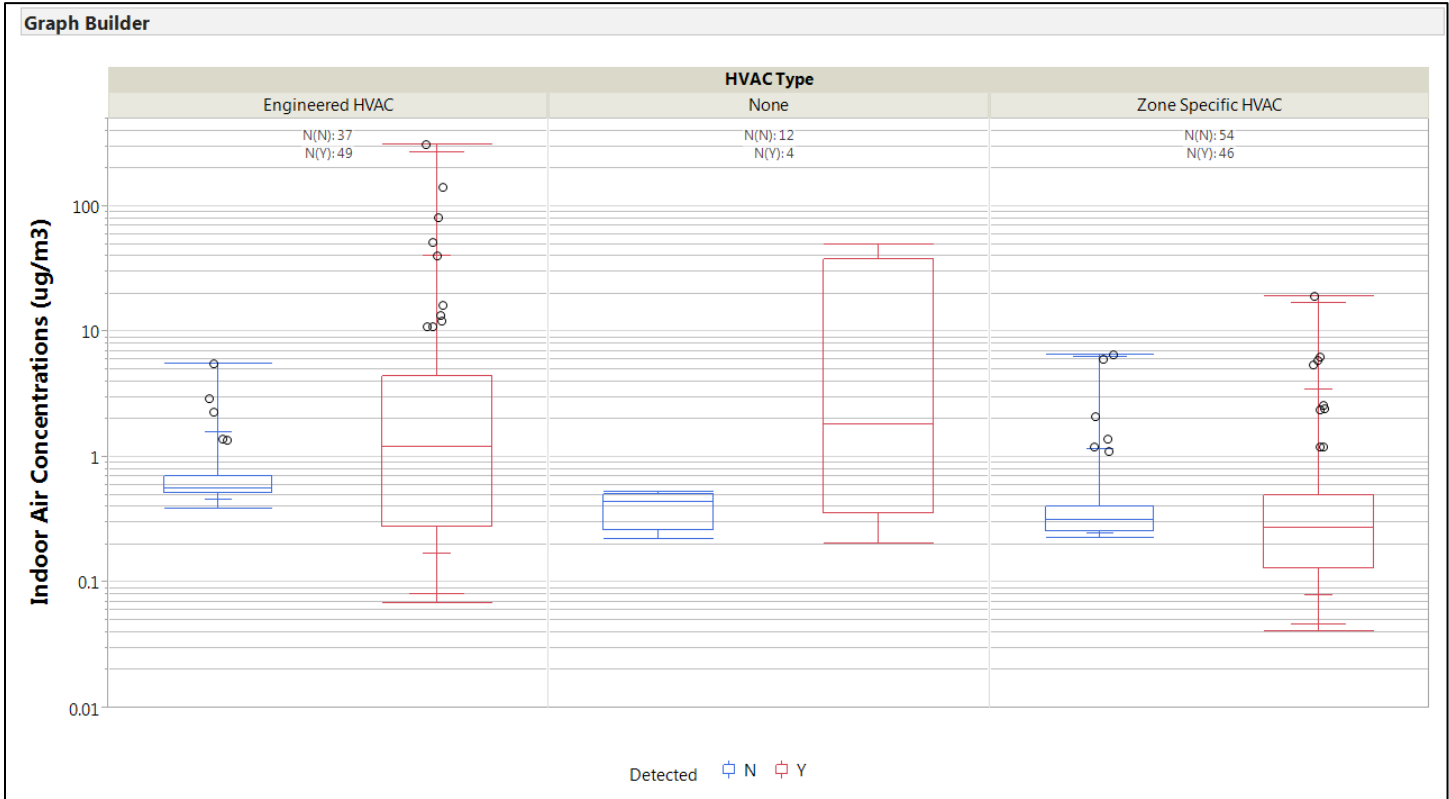 Graph Builder
HVAC Type
Engineered HVAC None Zone Specific HVAC
N(N): 37 N(N): 12 N(N): 54
N(Y): 49 N(Y): 4 N(Y): 46
Indoor Air Concentrations (ug/m3)
100
10
1
0.1
0.01
Detected N Y